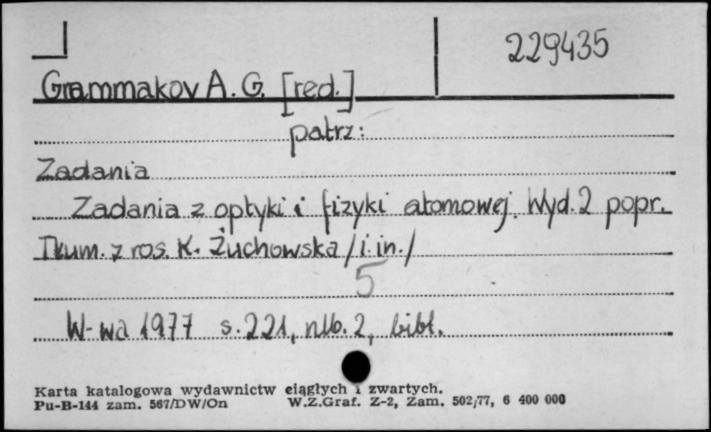 229435
Grammakov A. G. [red.]
patrz:
Zadania
Zadania z optyki i fizyki atomowej. Wyd. 2 popr.
Tłum. z ros. K. Żuchowska /i in./
5
W-wa 1977 s. 221, nlb. 2, bibl.
Karta katalogowa wydawnictw ciągłych i zwartych.
Pu-B-144 zam. 567/DW/On W.Z.Graf. Z-2, Zam. 502/77, 6 400 000